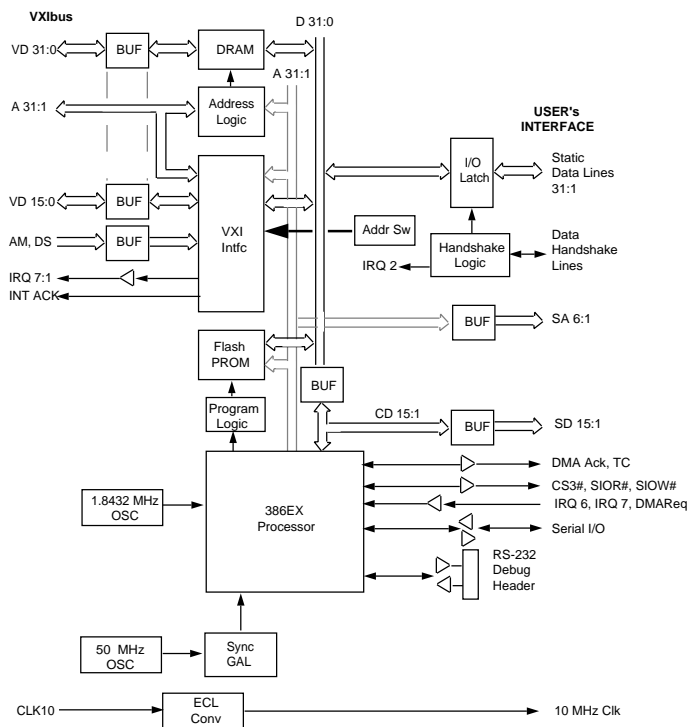 D 31:0
VXIbus
VD 31:0
BUF
DRAM
A 31:1
A 31:1
Address
Logic
USER's
INTERFACE
I/O
Latch
Static
Data Lines
31:1
VD 15:0
BUF
VXI
Intfc
Addr Sw
AM, DS
BUF
Handshake
Logic
Data
Handshake
Lines
IRQ 2
IRQ 7:1
INT ACK
BUF
SA 6:1
Flash
PROM
BUF
Program
Logic
CD 15:1
BUF
SD 15:1
DMA Ack, TC
CS3#, SIOR#, SIOW#
1.8432 MHz
OSC
386EX
Processor
IRQ 6, IRQ 7, DMAReq
Serial I/O
RS-232
Debug
Header
50 MHz
OSC
Sync
GAL
CLK10
ECL
Conv
10 MHz Clk